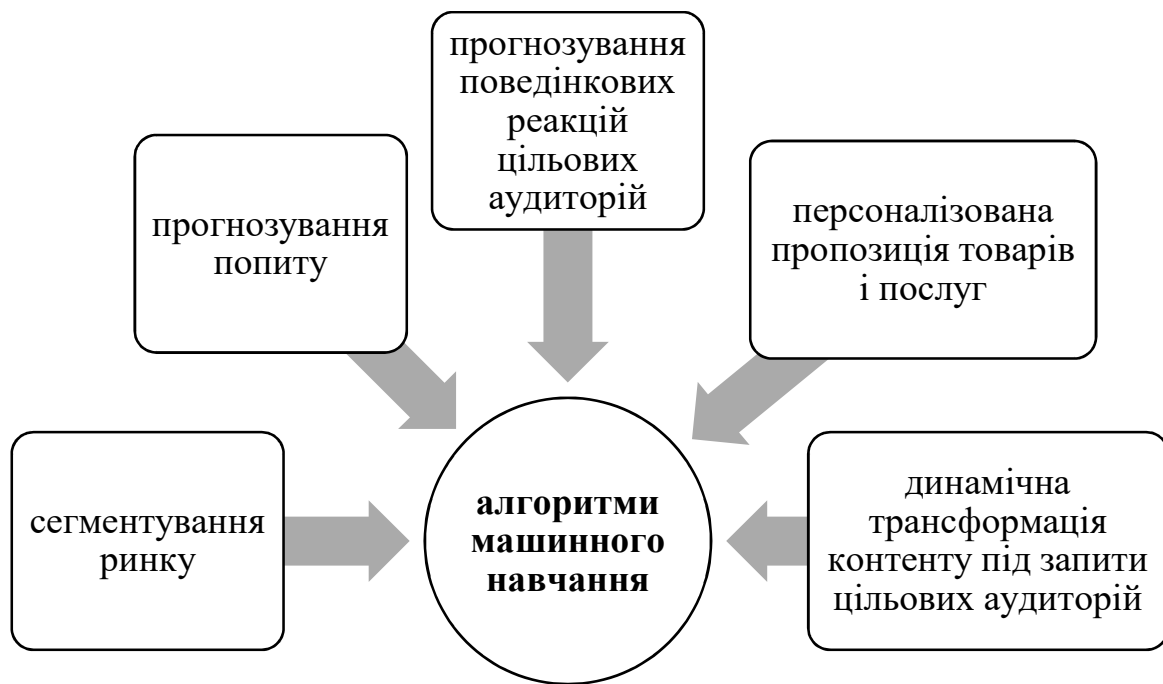 прогнозування
поведінкових
реакцій
цільових
аудиторій
прогнозування
попиту
персоналізована
пропозиція товарів
і послуг
сегментування
ринку
алгоритми
машинного
навчання
динамічна
трансформація
контенту під запити
цільових аудиторій